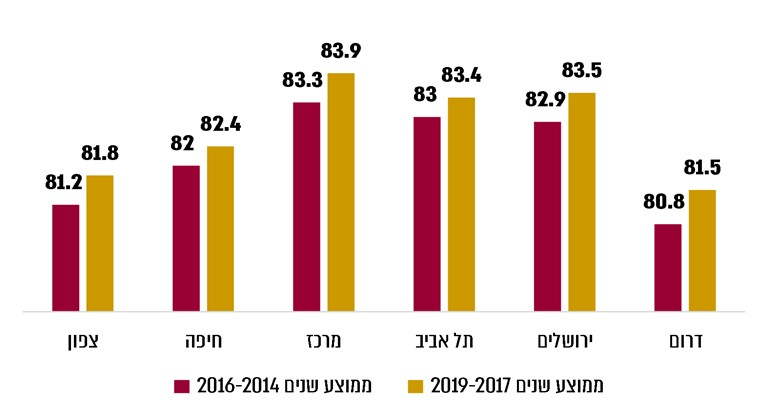 83.9
83.3
83.4
83
83.5
82.9
82.4
82
81.8
81.2
81.5
80.8
צפון
חיפה
מרכז
תל אביב
ירושלים
דרום
ממוצע שנים 2016-2014
ממוצע שנים 2019-2017